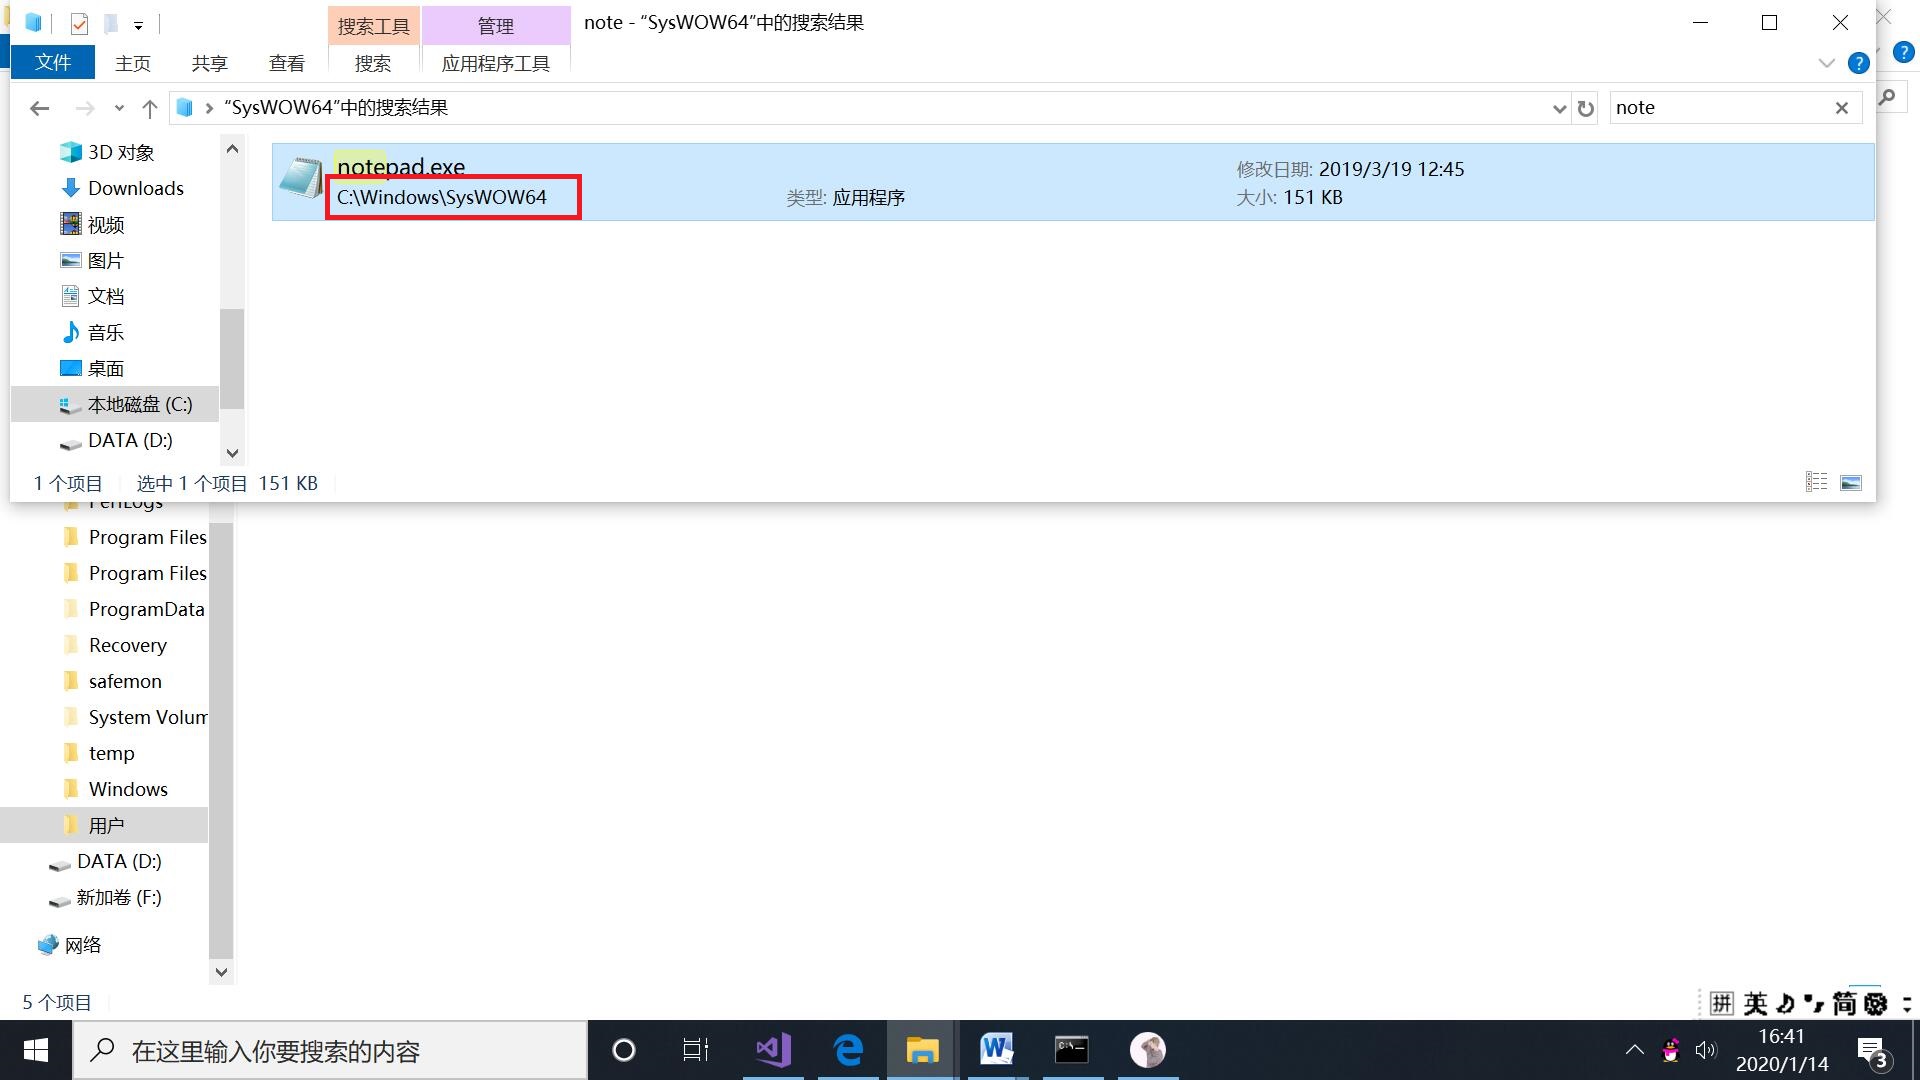 搜索工具
管理
note - “SysWOW64”中的搜索结果
文件
主页
共享
查看
搜索
应用程序工具
“SysWOW64”中的搜索结果
note
3D 对象
Downloads
视频
图片
文档
音乐
桌面
本地磁盘 (C:)
DATA (D:)
notepad.exe
C:\Windows\SysWOW64
类型: 应用程序
修改日期: 2019/3/19 12:45
大小: 151 KB
1 个项目
选中 1 个项目 151 KB
PerfLogs
Program Files
Program Files
ProgramData
Recovery
safemon
System Volum
temp
Windows
用户
DATA (D:)
新加卷 (F:)
网络
5 个项目
拼 英 简
在这里输入你要搜索的内容
16:41
2020/1/14
3